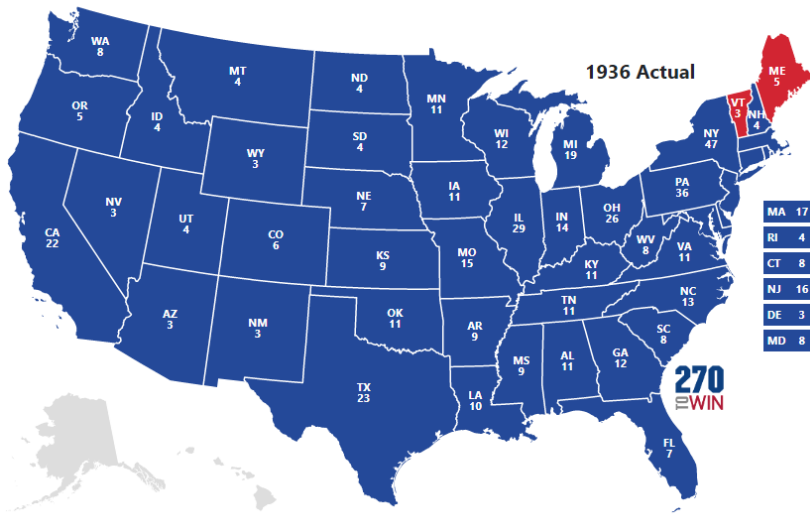 1936 Actual
WA
8
OR
5
CA
22
ID
4
NV
3
MT
4
WY
3
UT
4
AZ
3
CO
6
NM
3
ND
4
SD
4
NE
7
KS
9
OK
11
TX
23
MN
11
IA
11
MO
15
AR
9
LA
10
WI
12
IL
29
MI
19
IN
14
OH
26
KY
11
TN
11
MS
9
AL
11
GA
12
FL
7
SC
8
NC
13
VA
11
WV
8
PA
36
NY
47
VT
3
NH
4
ME
5
MA 17
RI 4
CT 8
NJ 16
DE 3
MD 8
270
TO WIN